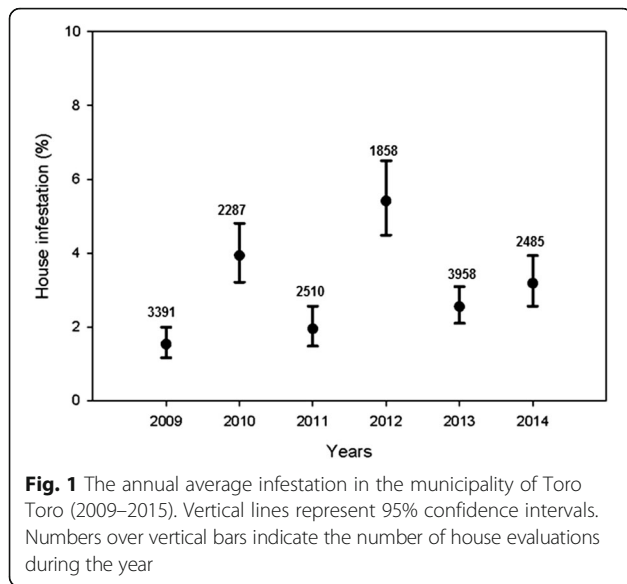 10
8
6
4
2
0
House infestation (%)
3391
2287
2510
1858
3958
2485
2009 2010 2011 2012 2013 2014
Years
Fig. 1 The annual average infestation in the municipality of Toro
Toro (2009–2015). Vertical lines represent 95% confidence intervals.
Numbers over vertical bars indicate the number of house evaluations
during the year